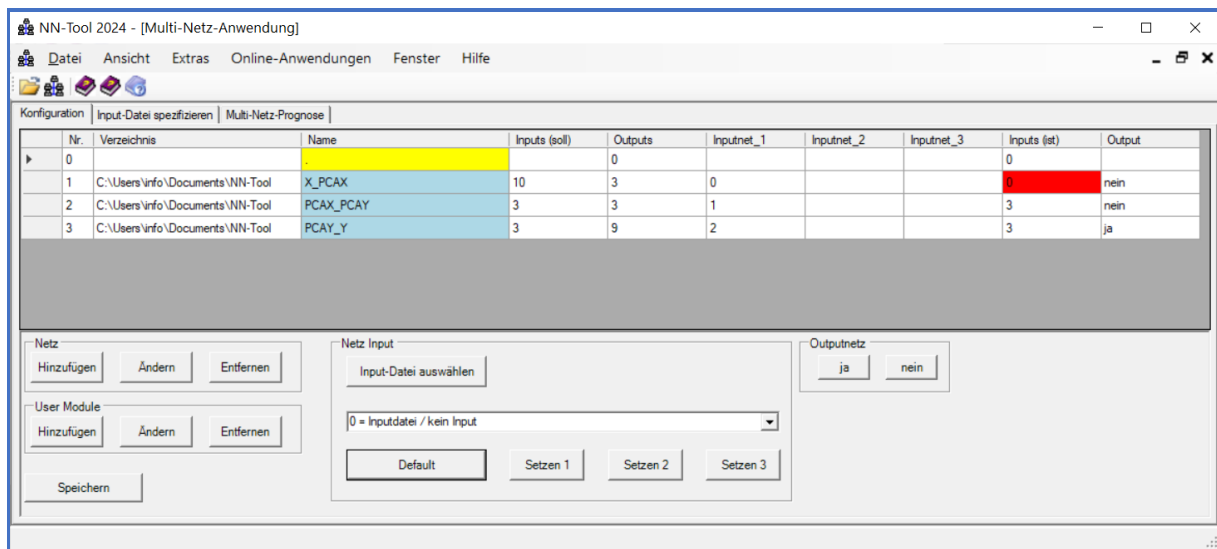 NN-Tool 2024 - [Multi-Netz-Anwendung]
Datei Ansicht Extras Online-Anwendungen Fenster Hilfe
Konfiguration Input-Datei spezifizieren Multi-Netz-Prognose
Nr. Verzeichnis Name Inputs (soll) Outputs Inputnet_1 Inputnet_2 Inputnet_3 Inputs (ist) Output
0 . 0 0
1 C:\Users\info\Documents\NN-Tool X_PCAX 10 3 0 0 nein
2 C:\Users\info\Documents\NN-Tool PCAX_PCAY 3 3 1 3 nein
3 C:\Users\info\Documents\NN-Tool PCAY_Y 3 9 2 3 ja
Netz
Hinzufügen Ändern Entfernen
User Module
Hinzufügen Ändern Entfernen
Speichern
Netz Input
Input-Datei auswählen
0 = Inputdatei / kein Input
Default Setzen 1 Setzen 2 Setzen 3
Outputnetz
ja nein